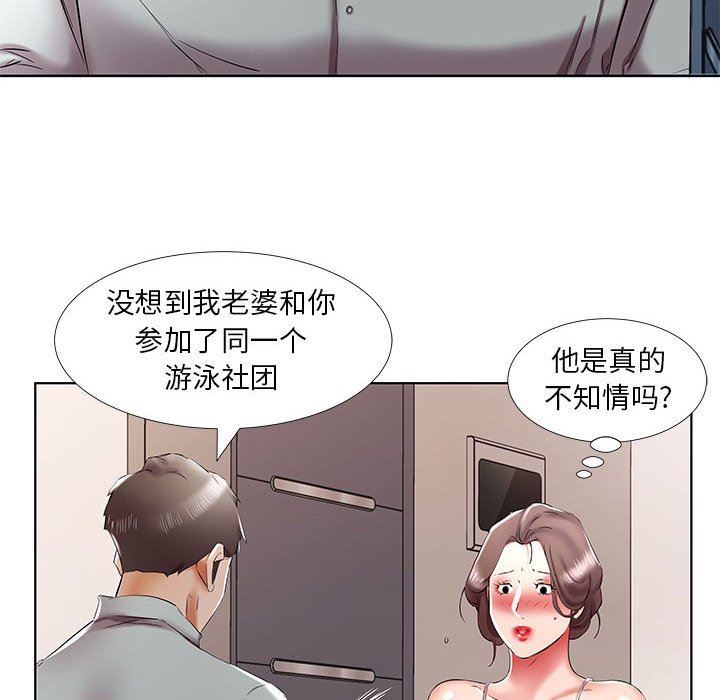 没想到我老婆和你
参加了同一个
游泳社团
他是真的
不知情吗?